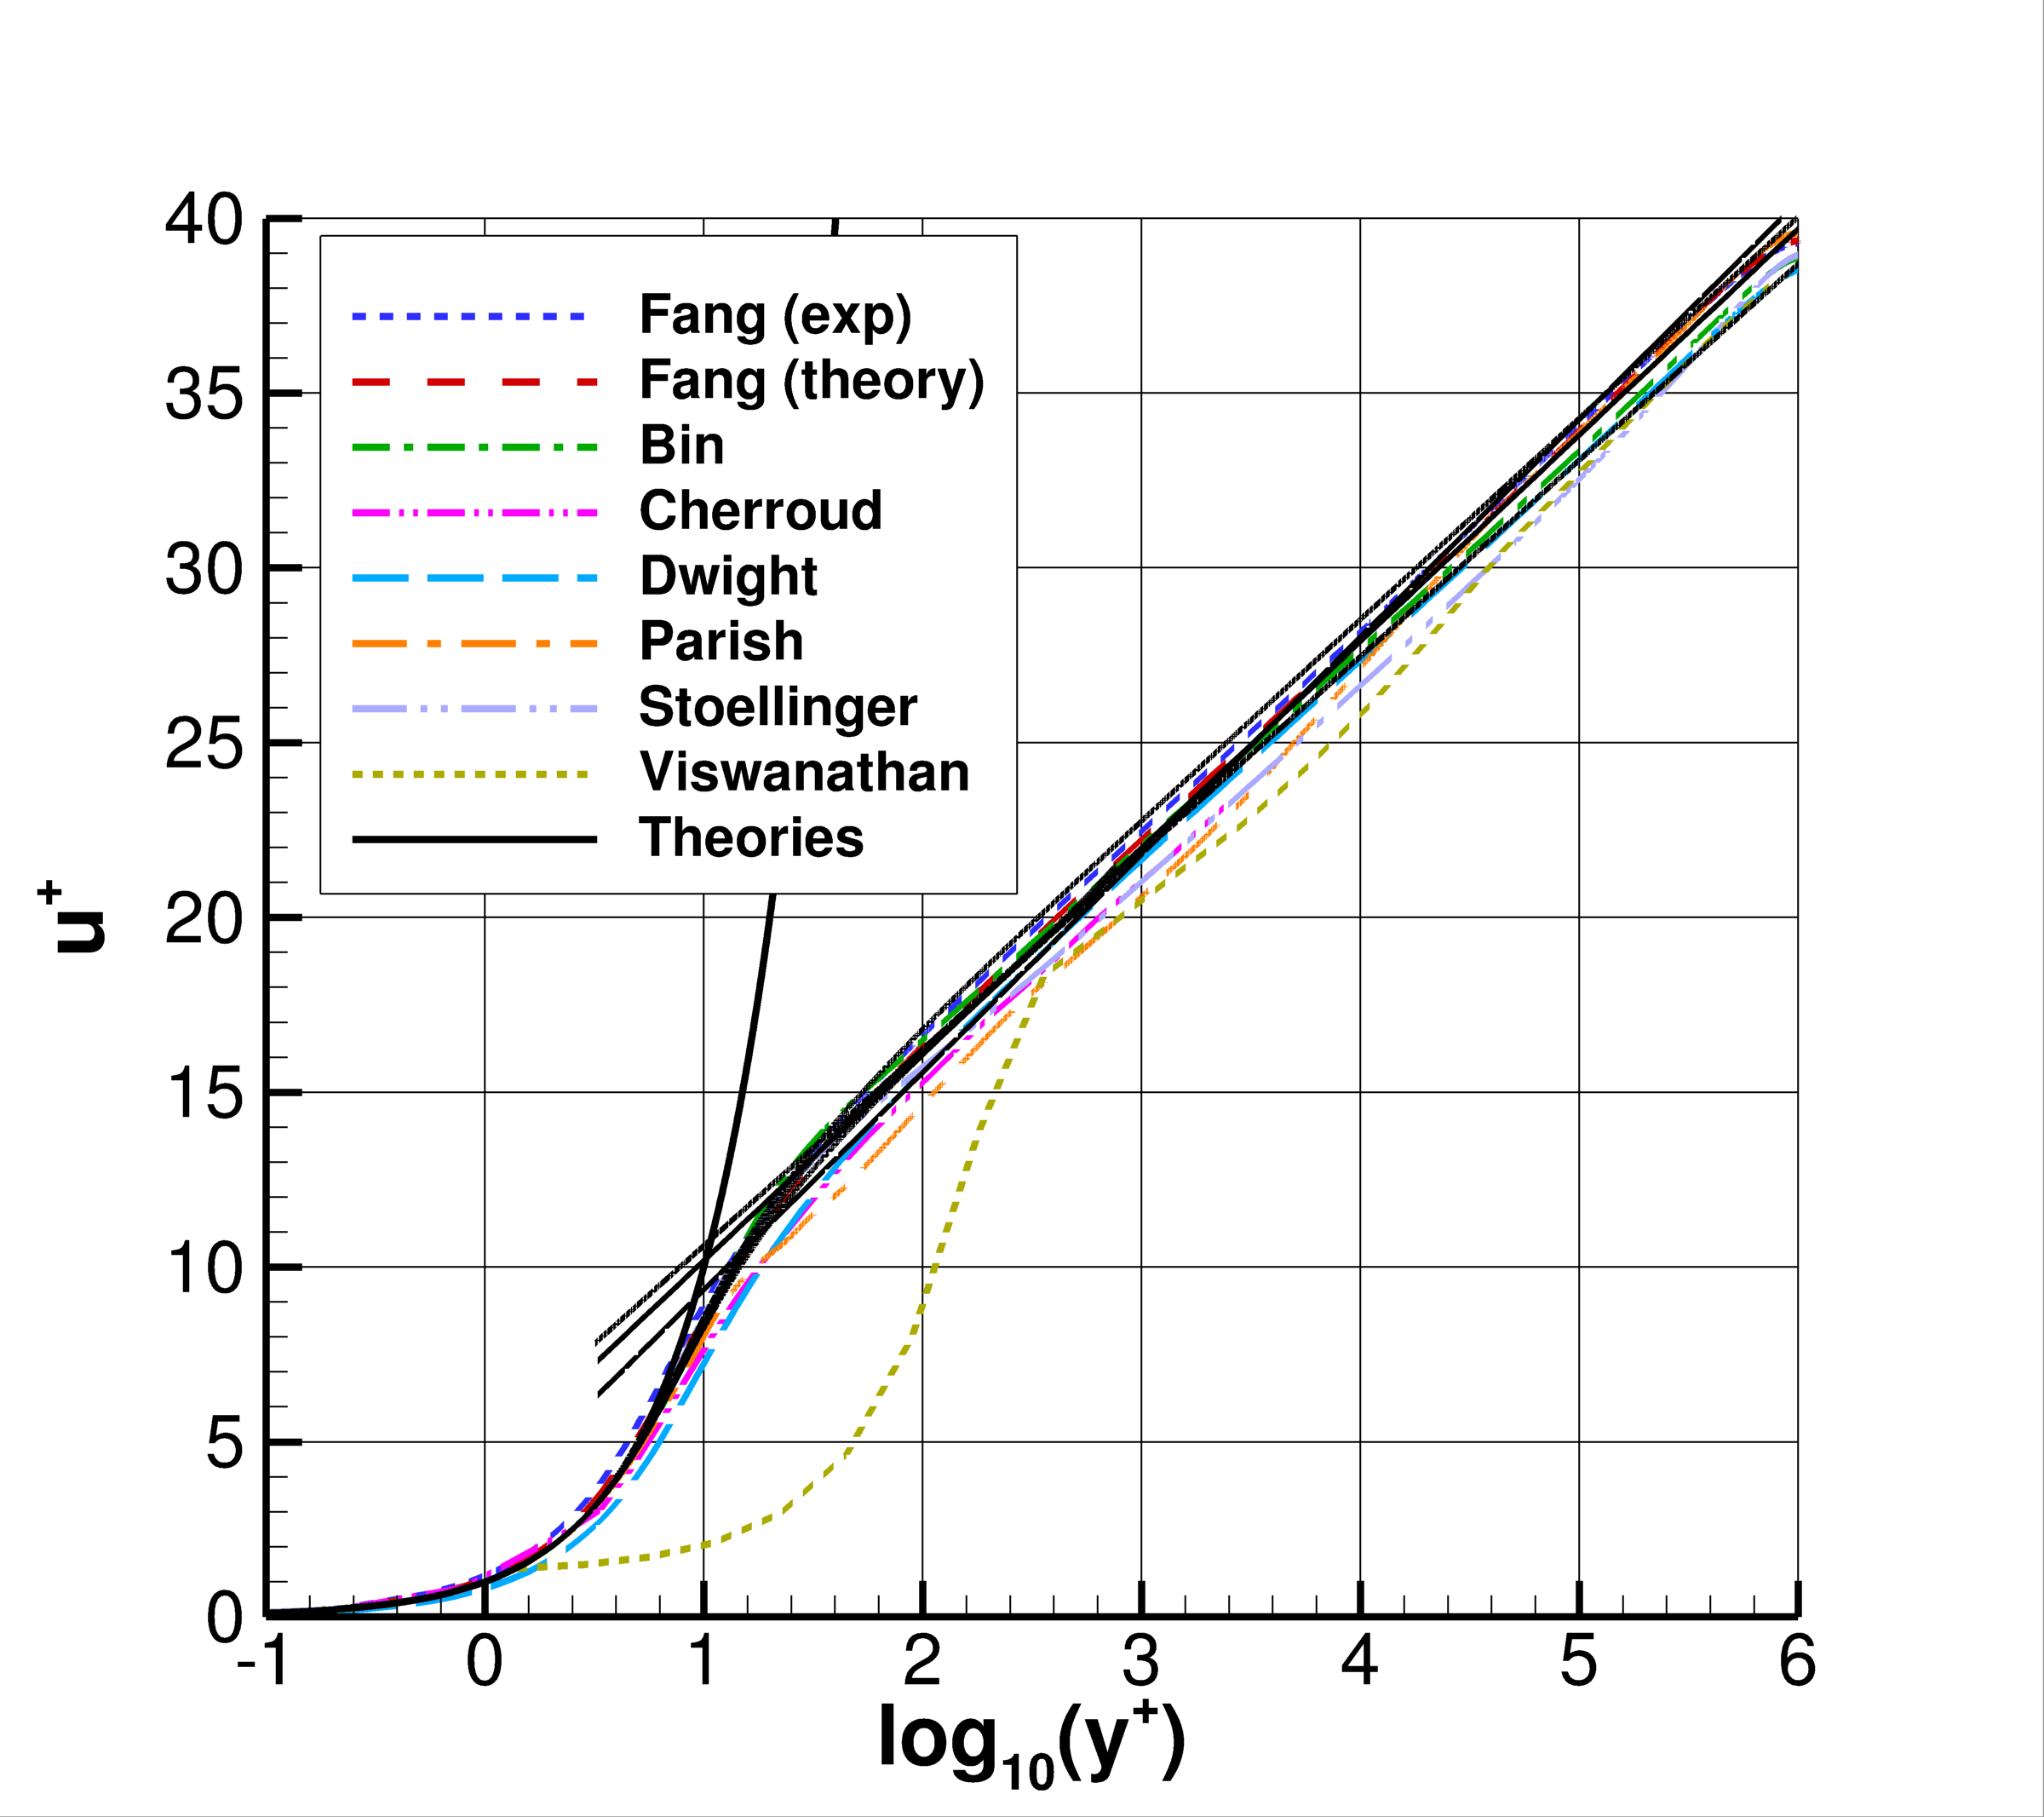 40
35
30
25
20
15
10
5
0
u+
Fang (exp)
Fang (theory)
Bin
Cherroud
Dwight
Parish
Stoellinger
Viswanathan
Theories
-1 0 1 2 3 4 5 6
log10(y+)